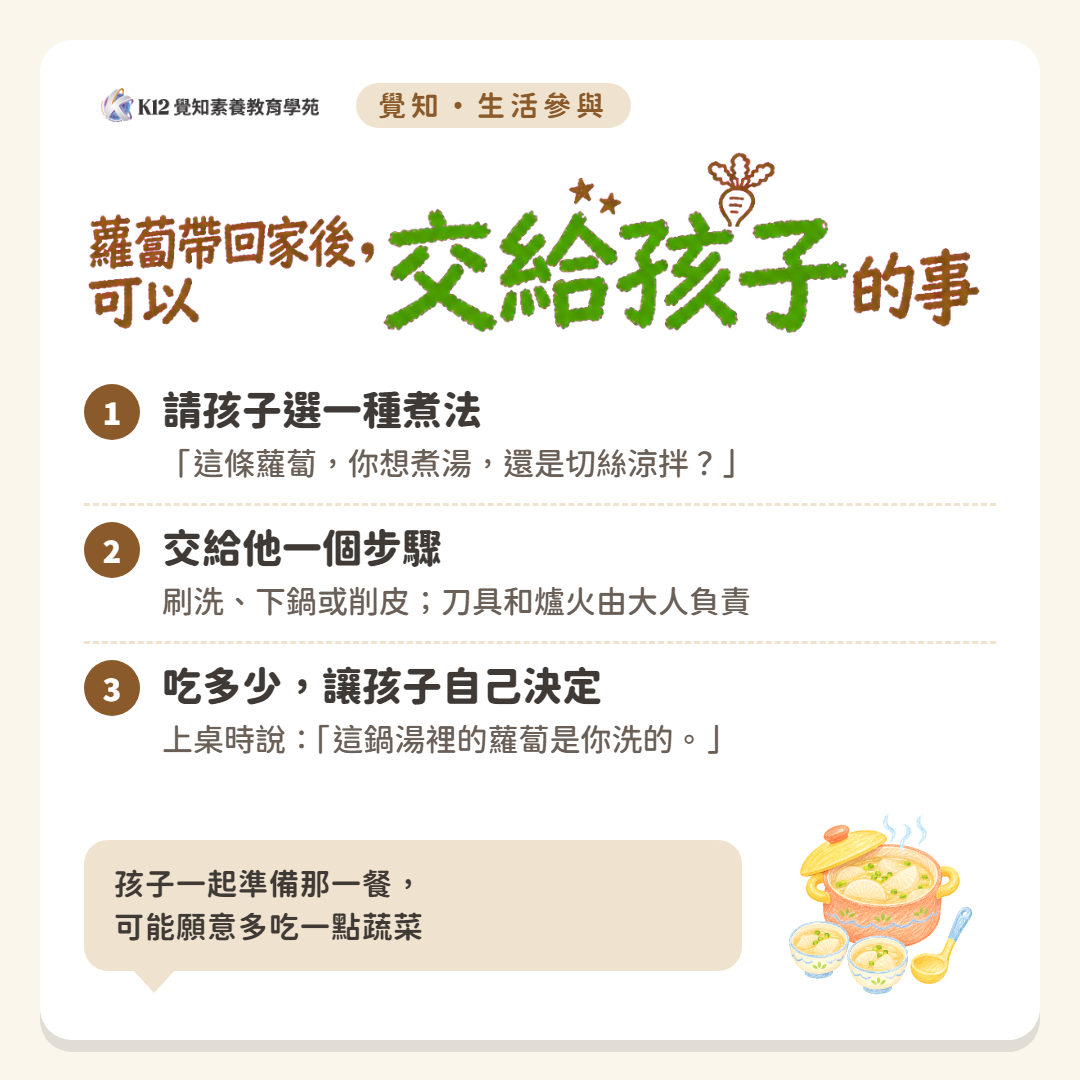 K12 覺知素養教育學苑
覺知・生活參與
蘿蔔帶回家後，
可以
交給孩子
的事
1 請孩子選一種煮法
「這條蘿蔔，你想煮湯，還是切絲涼拌？」
2 交給他一個步驟
刷洗、下鍋或削皮；刀具和爐火由大人負責
3 吃多少，讓孩子自己決定
上桌時說：「這鍋湯裡的蘿蔔是你洗的。」
孩子一起準備那一餐，
可能願意多吃一點蔬菜